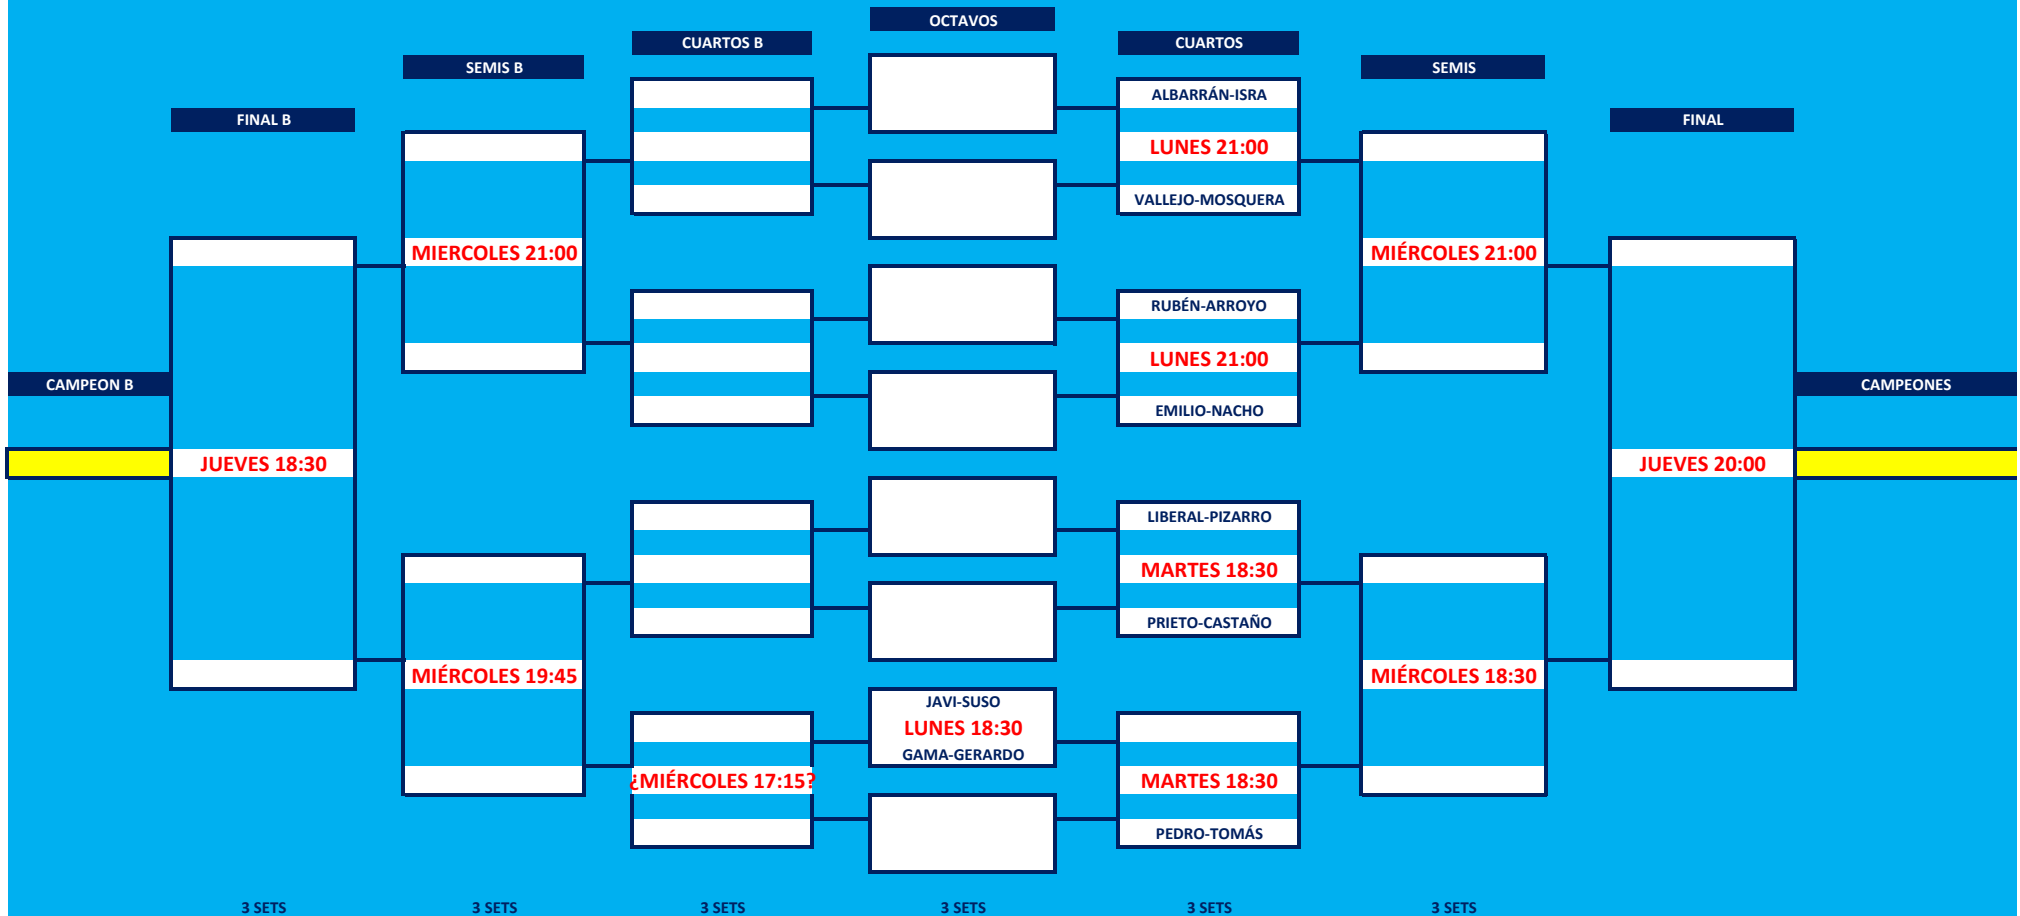 OCTAVOS
CUARTOS B
CUARTOS
SEMIS B
SEMIS
ALBARRÁN-ISRA
FINAL B
FINAL
LUNES 21:00
VALLEJO-MOSQUERA
MIERCOLES 21:00
MIÉRCOLES 21:00
RUBÉN-ARROYO
LUNES 21:00
CAMPEON B
CAMPEONES
EMILIO-NACHO
JUEVES 18:30
JUEVES 20:00
LIBERAL-PIZARRO
MARTES 18:30
PRIETO-CASTAÑO
MIÉRCOLES 19:45
MIÉRCOLES 18:30
JAVI-SUSO
LUNES 18:30
GAMA-GERARDO
¿MIÉRCOLES 17:15?
MARTES 18:30
PEDRO-TOMÁS
3 SETS
3 SETS
3 SETS
3 SETS
3 SETS
3 SETS